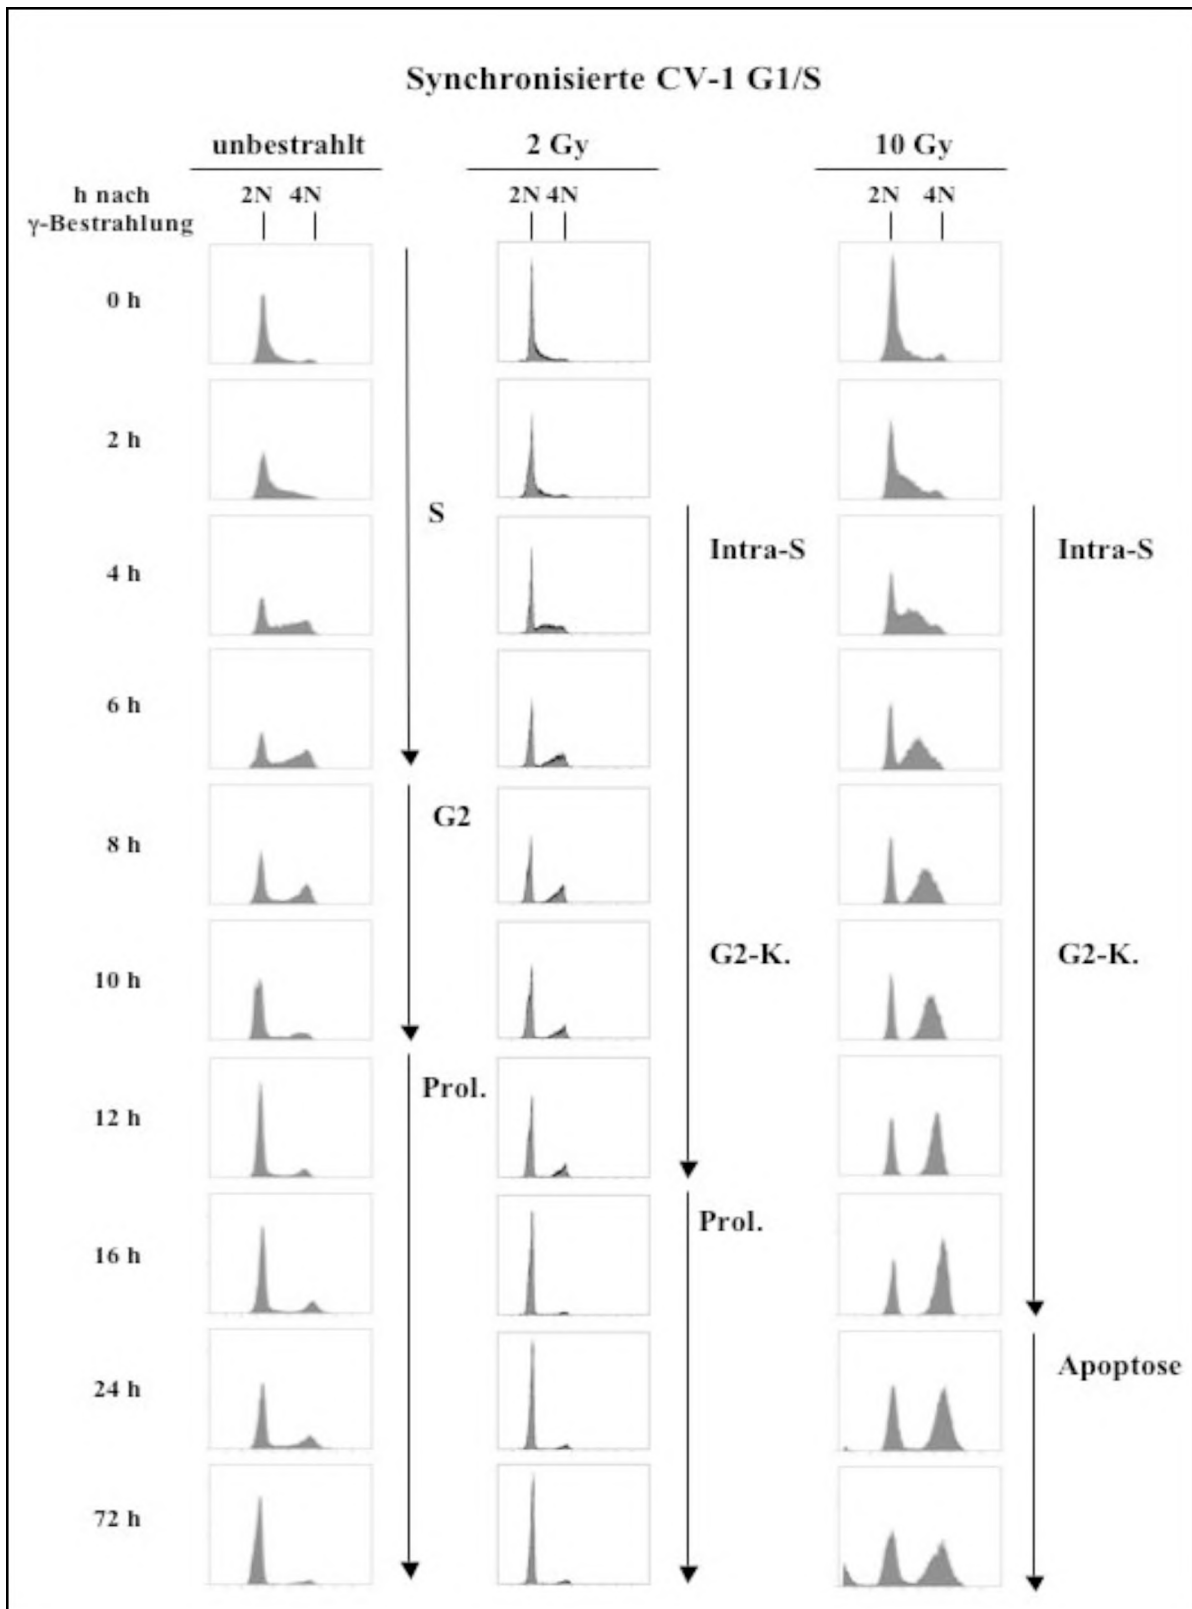 Synchronisierte CV-1 G1/S
unbestrahlt 2 Gy 10 Gy
h nach 2N 4N 2N 4N 2N 4N
γ-Bestrahlung
0 h
2 h
S
Intra-S Intra-S
4 h
6 h
G2
8 h
G2-K. G2-K.
10 h
Prol.
12 h
Prol.
16 h
Apoptose
24 h
72 h